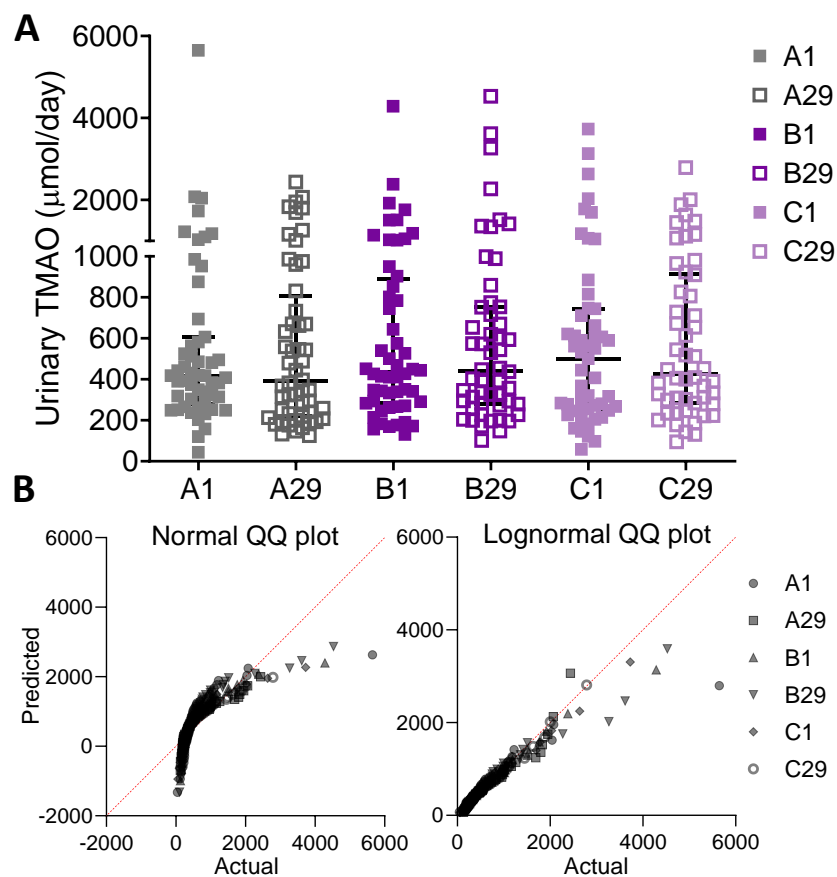 A
Urinary TMAO (μmol/day)
6000
4000
2000
1000
800
600
400
200
0
A1 A29 B1 B29 C1 C29
A1
A29
B1
B29
C1
C29
B
Normal QQ plot
Predicted
6000
4000
2000
0
-2000
-2000 0 2000 4000 6000
Actual
Lognormal QQ plot
6000
4000
2000
0
0 2000 4000 6000
Actual
A1
A29
B1
B29
C1
C29